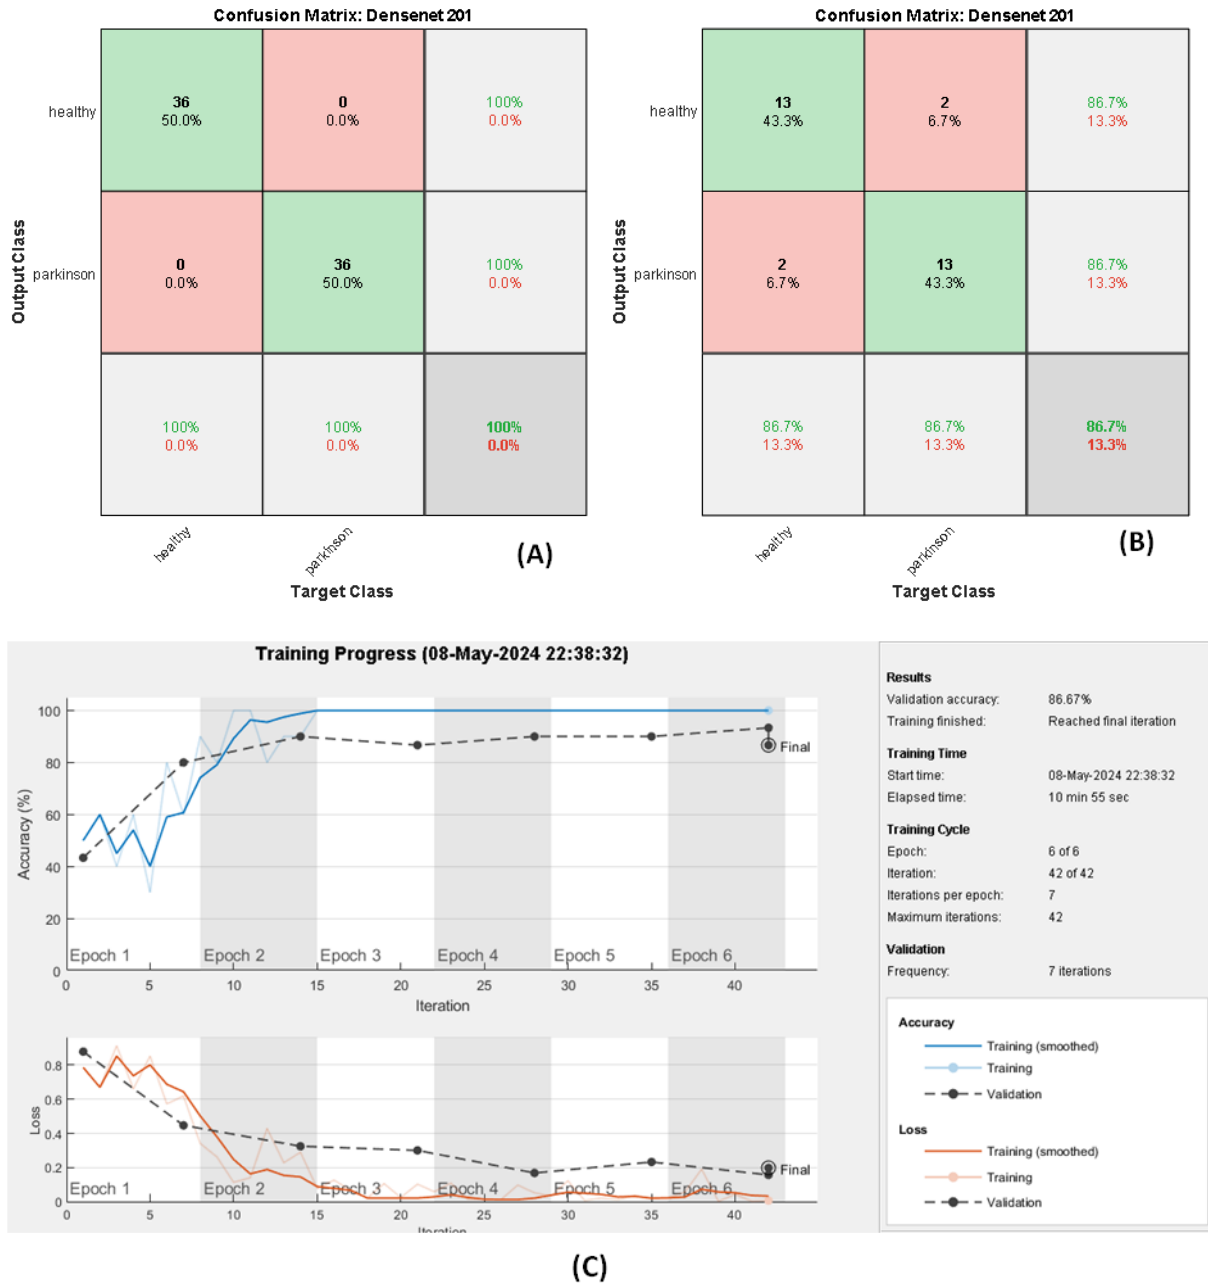 Confusion Matrix: Densenet 201
healthy
36
50.0%
0
0.0%
100%
0.0%
Output Class
parkinson
0
0.0%
36
50.0%
100%
0.0%
100%
0.0%
100%
0.0%
100%
0.0%
healthy
parkinson
(A)
Target Class
Confusion Matrix: Densenet 201
healthy
13
43.3%
2
6.7%
86.7%
13.3%
Output Class
parkinson
2
6.7%
13
43.3%
86.7%
13.3%
86.7%
13.3%
86.7%
13.3%
86.7%
13.3%
healthy
parkinson
(B)
Target Class
Training Progress (08-May-2024 22:38:32)
Accuracy (%)
100
80
60
40
20
0
Final
Epoch 1
Epoch 2
Epoch 3
Epoch 4
Epoch 5
Epoch 6
0 5 10 15 20 25 30 35 40
Iteration
Loss
0.8
0.6
0.4
0.2
0
Final
Epoch 1
Epoch 2
Epoch 3
Epoch 4
Epoch 5
Epoch 6
0 5 10 15 20 25 30 35 40
Iteration
Results
Validation accuracy: 86.67%
Training finished: Reached final iteration
Training Time
Start time: 08-May-2024 22:38:32
Elapsed time: 10 min 55 sec
Training Cycle
Epoch: 6 of 6
Iteration: 42 of 42
Iterations per epoch: 7
Maximum iterations: 42
Validation
Frequency: 7 iterations
Accuracy
Training (smoothed)
Training
Validation
Loss
Training (smoothed)
Training
Validation
(C)